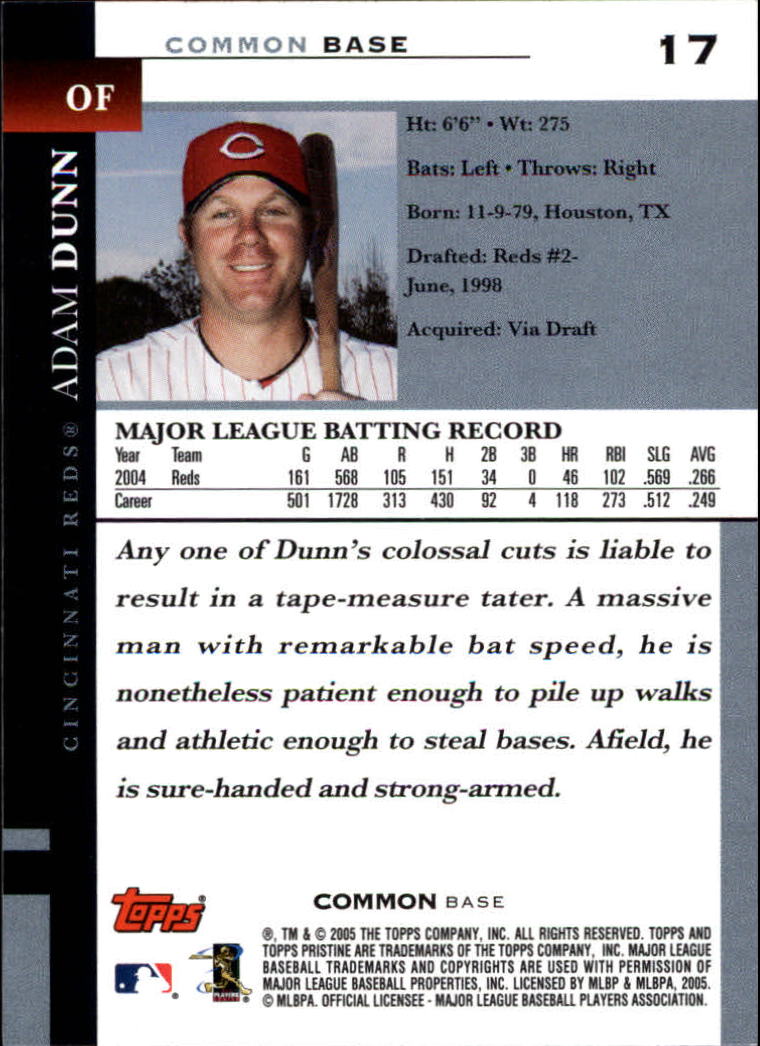 COMMON BASE
17
OF
ADAM DUNN
CINCINNATI REDS®
Ht: 6'6” • Wt: 275
Bats: Left • Throws: Right
Born: 11-9-79, Houston, TX
Drafted: Reds #2-
June, 1998
Acquired: Via Draft
MAJOR LEAGUE BATTING RECORD
Year Team G AB R H 2B 3B HR RBI SLG AVG
2004 Reds 161 568 105 151 34 0 46 102 .569 .266
Career 501 1728 313 430 92 4 118 273 .512 .249
Any one of Dunn's colossal cuts is liable to
result in a tape-measure tater. A massive
man with remarkable bat speed, he is
nonetheless patient enough to pile up walks
and athletic enough to steal bases. Afield, he
is sure-handed and strong-armed.
Topps®
COMMON BASE
®, TM & © 2005 THE TOPPS COMPANY, INC. ALL RIGHTS RESERVED. TOPPS AND
TOPPS PRISTINE ARE TRADEMARKS OF THE TOPPS COMPANY, INC. MAJOR LEAGUE
BASEBALL TRADEMARKS AND COPYRIGHTS ARE USED WITH PERMISSION OF
MAJOR LEAGUE BASEBALL PROPERTIES, INC. LICENSED BY MLBP & MLBPA, 2005.
© MLBPA. OFFICIAL LICENSEE - MAJOR LEAGUE BASEBALL PLAYERS ASSOCIATION.
PLAYERS